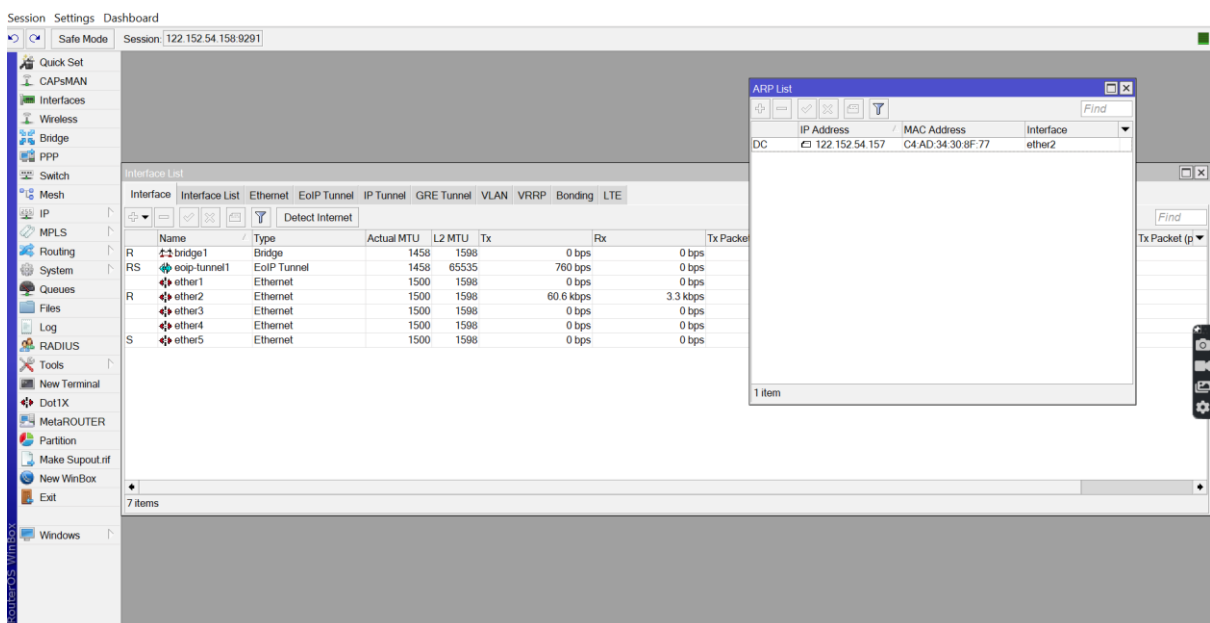 Session Settings Dashboard
Safe Mode Session: 122.152.54.158:9291
Quick Set
CAPsMAN
Interfaces
Wireless
Bridge
PPP
Switch
Mesh
IP
MPLS
Routing
System
Queues
Files
Log
RADIUS
Tools
New Terminal
Dot1X
MetaROUTER
Partition
Make Supout.rif
New WinBox
Exit
Windows
RouterOS WinBox
ARP List
Find
IP Address MAC Address Interface
DC 122.152.54.157 C4:AD:34:30:8F:77 ether2
1 item
Interface List
Interface Interface List Ethernet EoIP Tunnel IP Tunnel GRE Tunnel VLAN VRRP Bonding LTE
Detect Internet Find
Name Type Actual MTU L2 MTU Tx Rx Tx Packe Tx Packet (p
R bridge1 Bridge 1458 1598 0 bps 0 bps
RS eoip-tunnel1 EoIP Tunnel 1458 65535 760 bps 0 bps
ether1 Ethernet 1500 1598 0 bps 0 bps
R ether2 Ethernet 1500 1598 60.6 kbps 3.3 kbps
ether3 Ethernet 1500 1598 0 bps 0 bps
ether4 Ethernet 1500 1598 0 bps 0 bps
S ether5 Ethernet 1500 1598 0 bps 0 bps
7 items